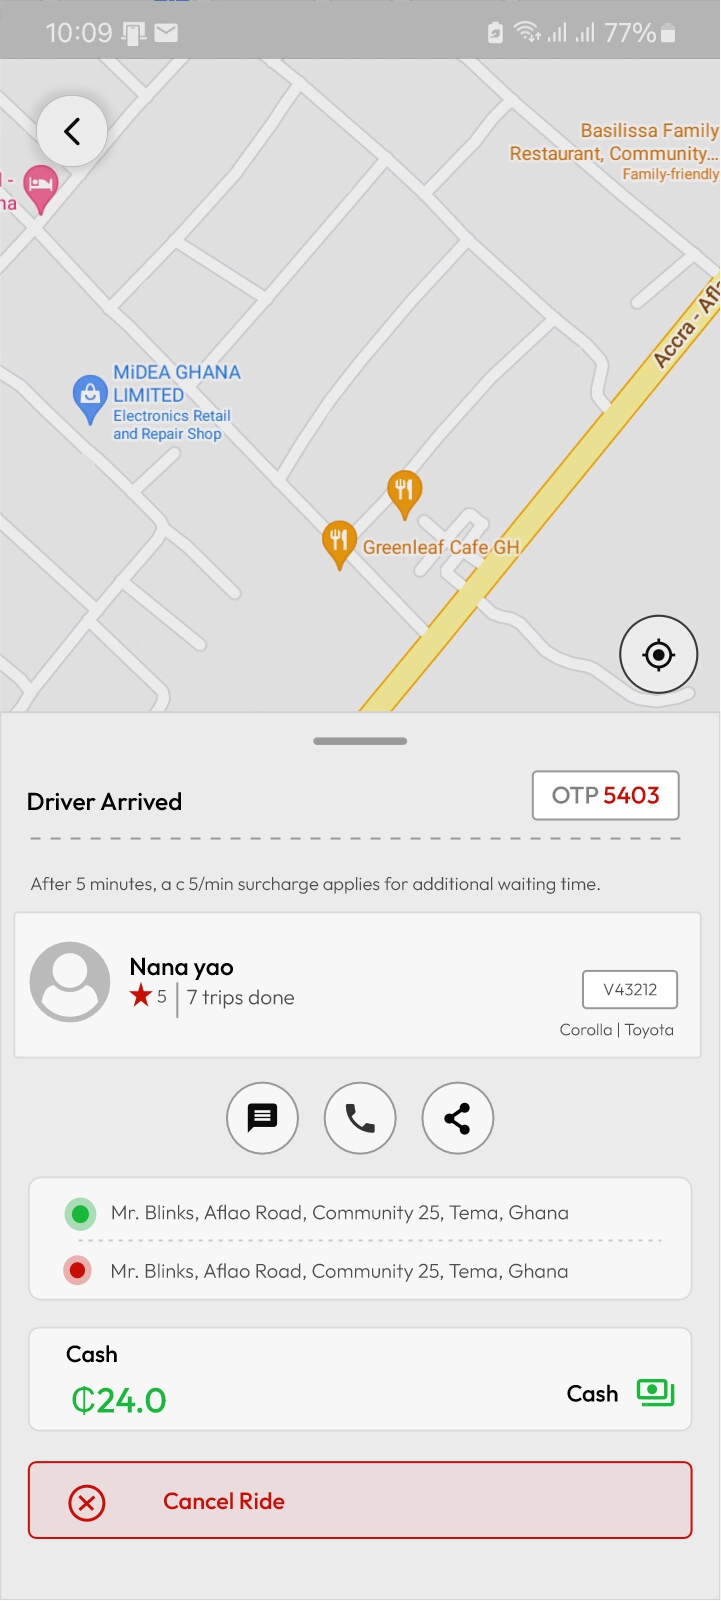 10:09
77%
Basilissa Family
Restaurant, Community...
Family-friendly
l -
na
Accra - Afla
MiDEA GHANA
LIMITED
Electronics Retail
and Repair Shop
Greenleaf Cafe GH
Driver Arrived
OTP 5403
After 5 minutes, a c 5/min surcharge applies for additional waiting time.
Nana yao
5
7 trips done
V43212
Corolla | Toyota
Mr. Blinks, Aflao Road, Community 25, Tema, Ghana
Mr. Blinks, Aflao Road, Community 25, Tema, Ghana
Cash
₵24.0
Cash
Cancel Ride